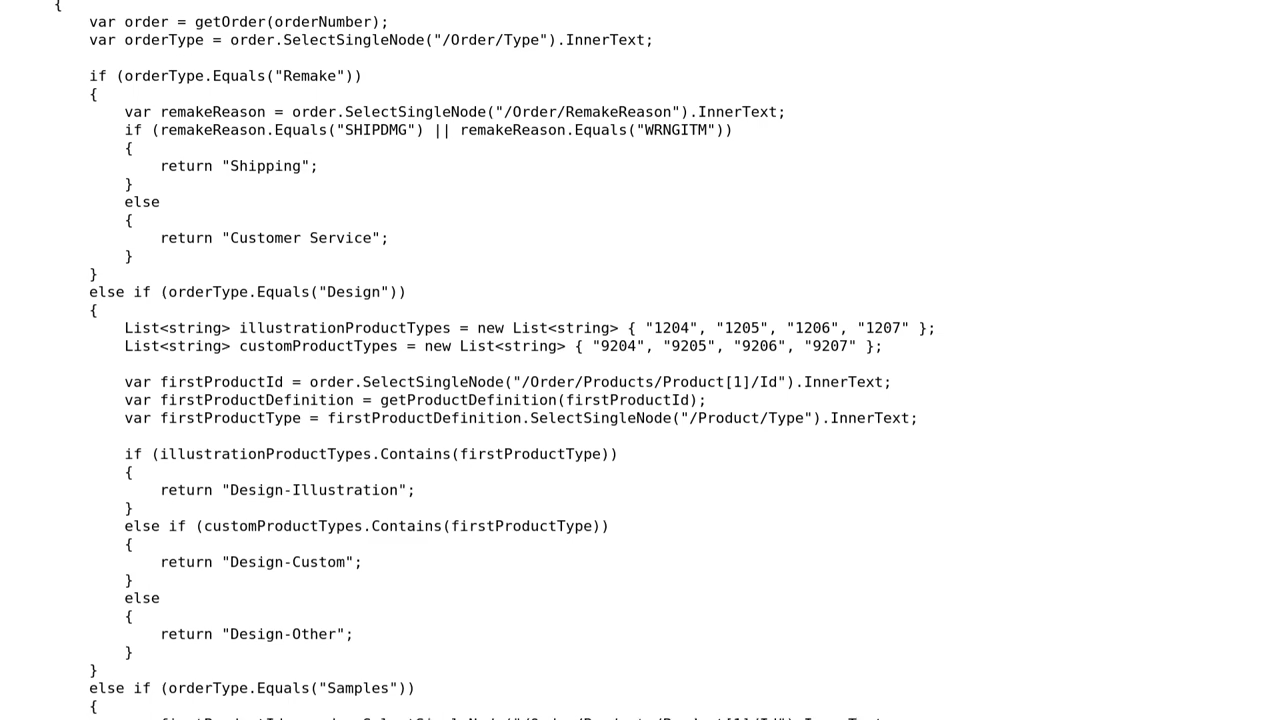 {
var order = getOrder(orderNumber);
var orderType = order.SelectSingleNode("/Order/Type").InnerText;
if (orderType.Equals("Remake"))
{
var remakeReason = order.SelectSingleNode("/Order/RemakeReason").InnerText;
if (remakeReason.Equals("SHIPDMG") || remakeReason.Equals("WRNGITM"))
{
return "Shipping";
}
else
{
return "Customer Service";
}
}
else if (orderType.Equals("Design"))
{
List<string> illustrationProductTypes = new List<string> { "1204", "1205", "1206", "1207" };
List<string> customProductTypes = new List<string> { "9204", "9205", "9206", "9207" };
var firstProductId = order.SelectSingleNode("/Order/Products/Product[1]/Id").InnerText;
var firstProductDefinition = getProductDefinition(firstProductId);
var firstProductType = firstProductDefinition.SelectSingleNode("/Product/Type").InnerText;
if (illustrationProductTypes.Contains(firstProductType))
{
return "Design-Illustration";
}
else if (customProductTypes.Contains(firstProductType))
{
return "Design-Custom";
}
else
{
return "Design-Other";
}
}
else if (orderType.Equals("Samples"))
{